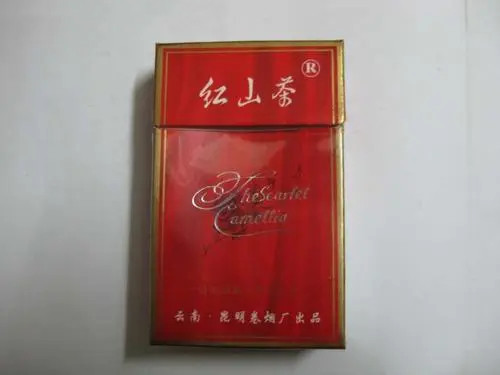 红山茶®
The Scarlet
Camellia
云南·昆明卷烟厂出品